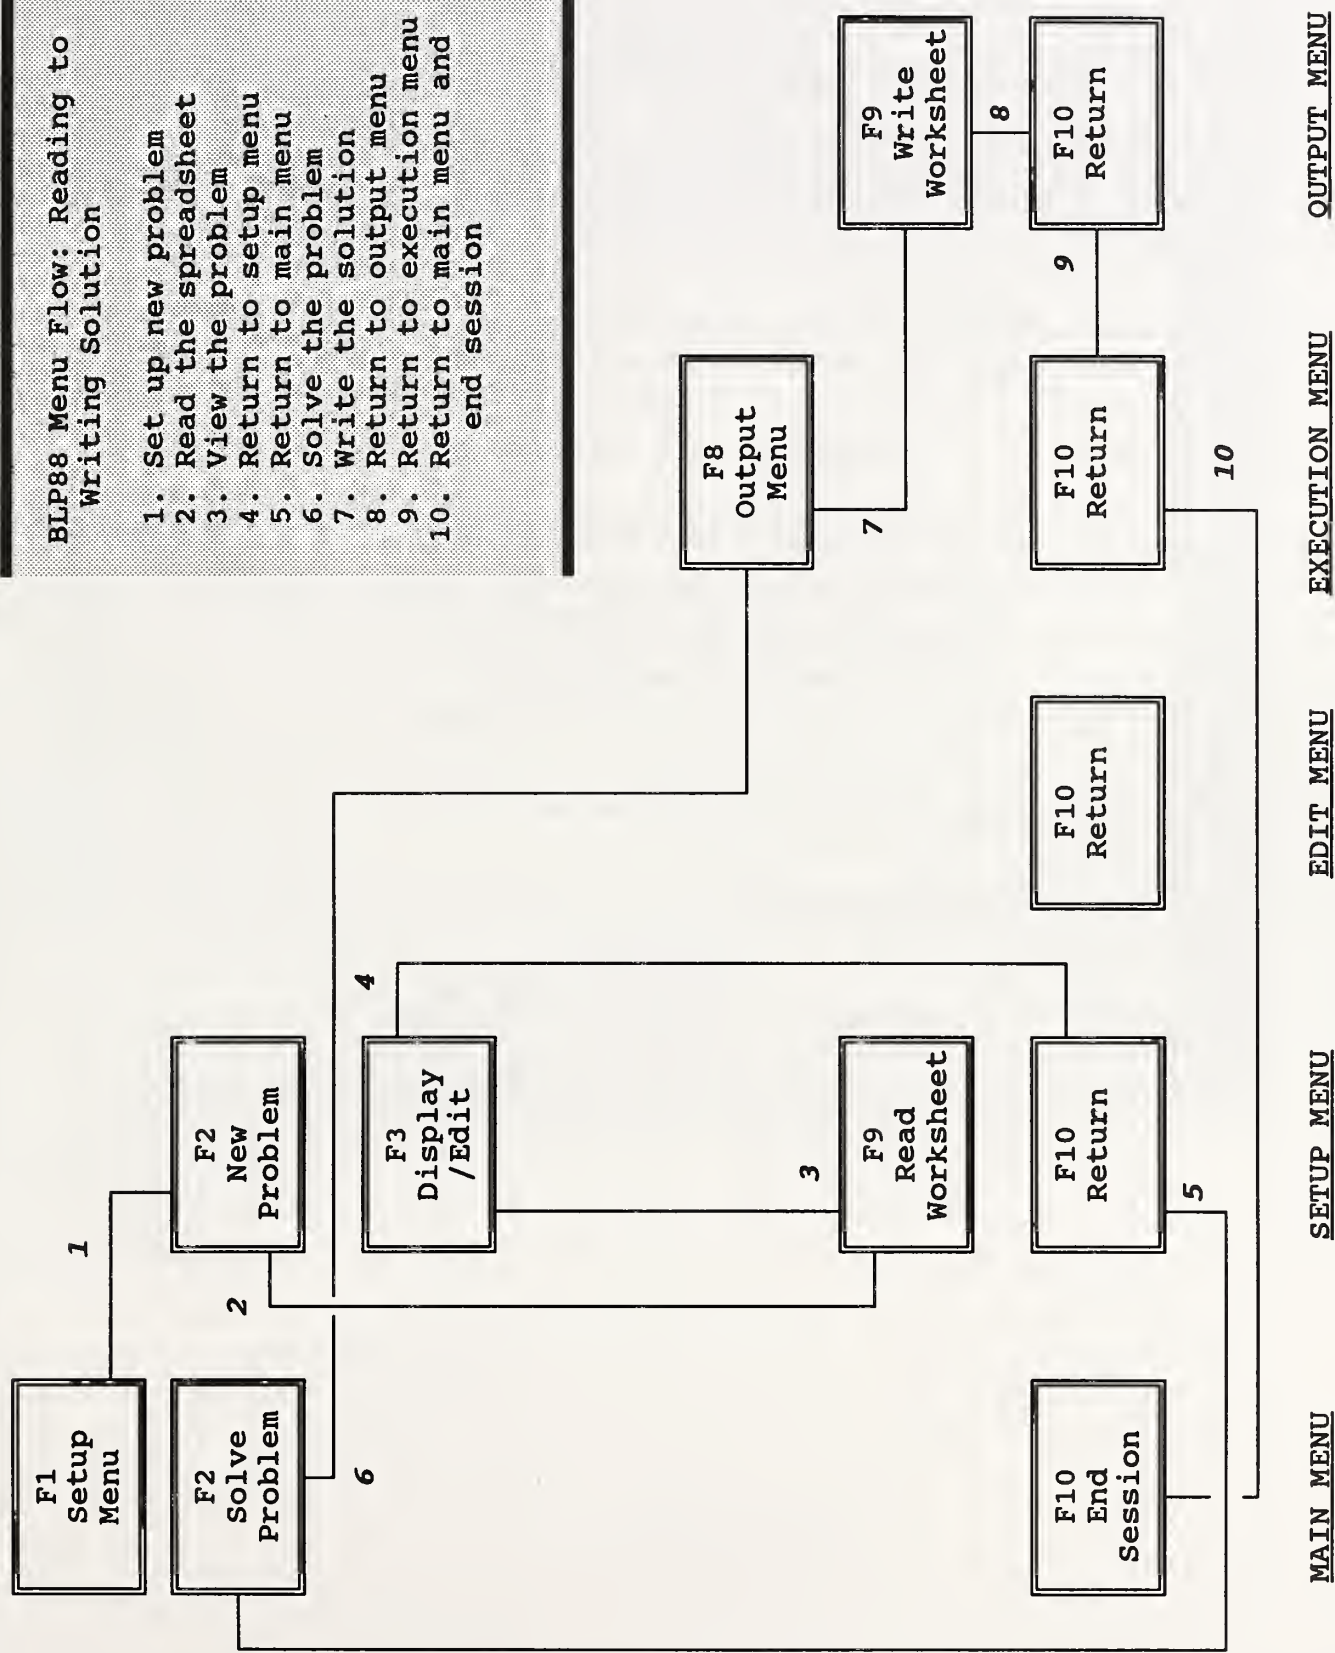 BLP88 Menu Flow: Reading to
Writing Solution
1. Set up new problem
2. Read the spreadsheet
3. View the problem
4. Return to setup menu
5. Return to main menu
6. Solve the problem
7. Write the solution
8. Return to output menu
9. Return to execution menu
10. Return to main menu and
end session
F1
Setup
Menu
1
F2
Solve
Problem
6
F2
New
Problem
2
F3
Display
/Edit
4
3
F9
Read
Worksheet
F8
Output
Menu
7
F9
Write
Worksheet
8
F10
End
Session
F10
Return
5
F10
Return
F10
Return
10
9
F10
Return
MAIN MENU
SETUP MENU
EDIT MENU
EXECUTION MENU
OUTPUT MENU